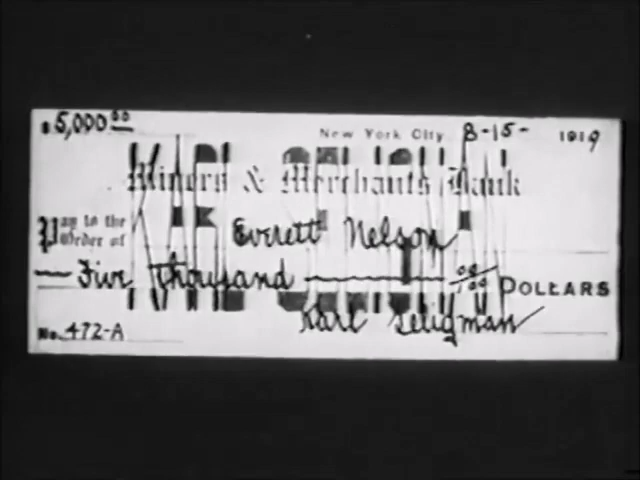 $5,000 00
New York City 8-15- 1919
Miners & Merchants Bank
Pay to the Order of Everett Nelson
Five thousand 00/100 DOLLARS
Karl Seligman
No. 472-A